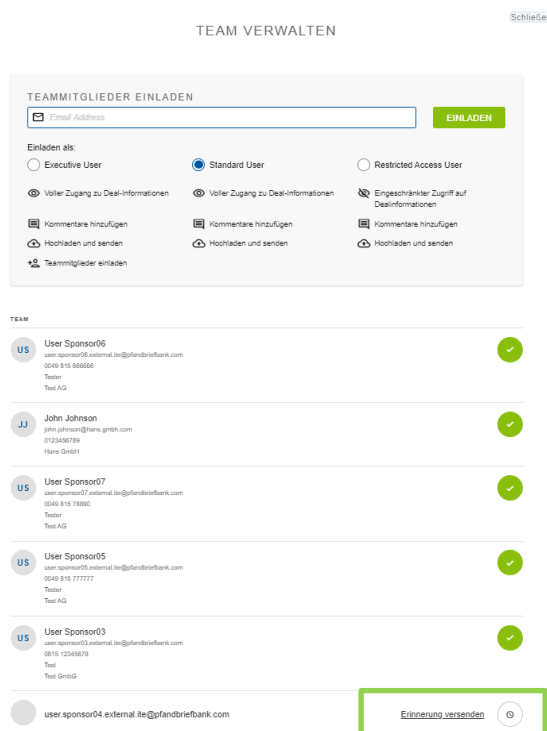 Schließe
TEAM VERWALTEN
TEAMMITGLIEDER EINLADEN
Email Address
EINLADEN
Einladen als:
Executive User
Standard User
Restricted Access User
Voller Zugang zu Deal-Informationen
Voller Zugang zu Deal-Informationen
Eingeschränkter Zugriff auf
Dealinformationen
Kommentare hinzufügen
Kommentare hinzufügen
Kommentare hinzufügen
Hochladen und senden
Hochladen und senden
Hochladen und senden
Teammitglieder einladen
TEAM
US
User Sponsor06
user.sponsor06.external.ite@pfandbriefbank.com
0049 815 666666
Tester
Test AG
JJ
John Johnson
john.johnson@hans.gmbh.com
0123456789
Hans GmbH
US
User Sponsor07
user.sponsor07.external.ite@pfandbriefbank.com
0049 815 78890
Tester
Test AG
US
User Sponsor05
user.sponsor05.external.ite@pfandbriefbank.com
0049 815 777777
Tester
Test AG
US
User Sponsor03
user.sponsor03.external.ite@pfandbriefbank.com
0815 12345678
Test
Test GmbG
user.sponsor04.external.ite@pfandbriefbank.com
Erinnerung versenden